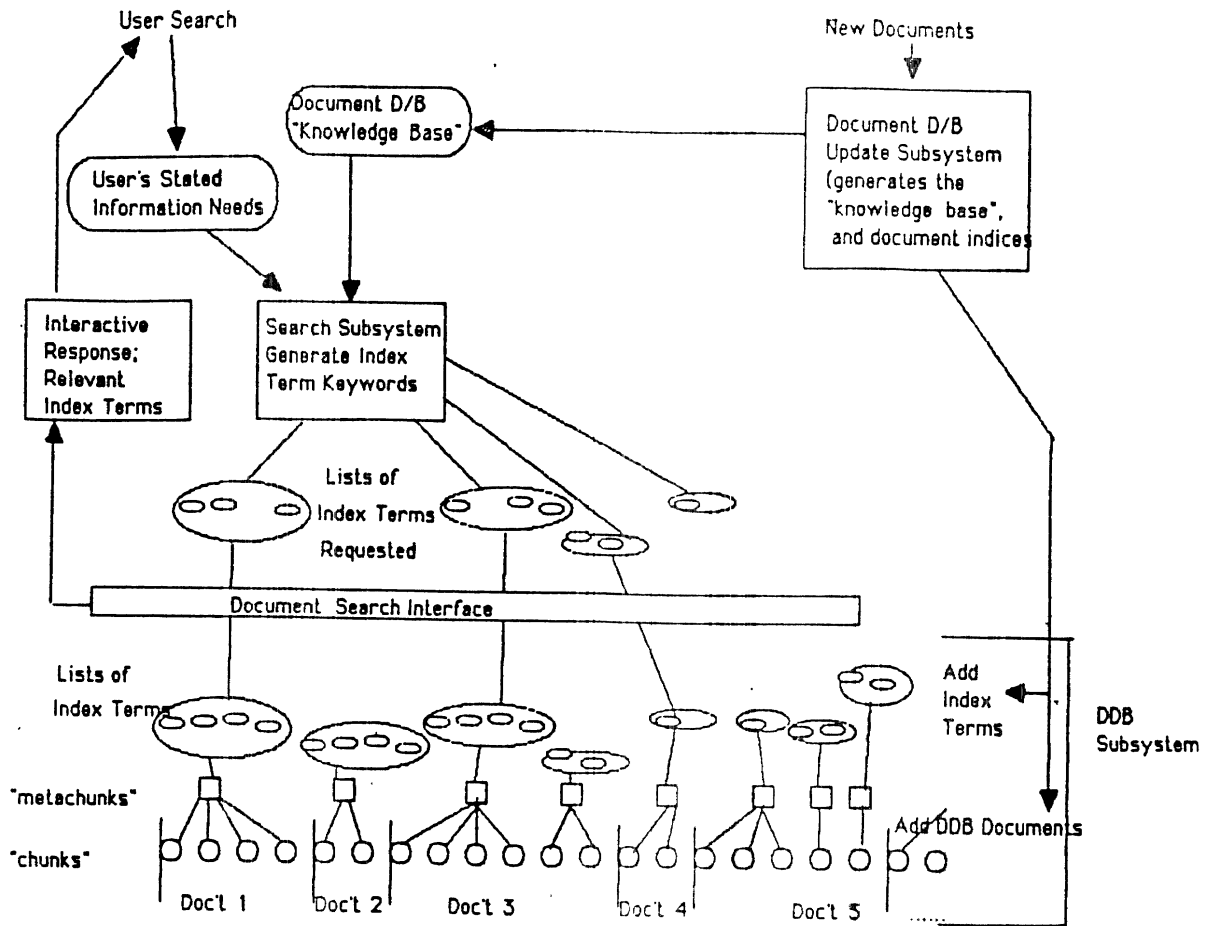 User Search
New Documents
Document D/B
"Knowledge Base"
Document D/B
Update Subsystem
(generates the
"knowledge base",
and document indices
User's Stated
Information Needs
Interactive
Response;
Relevant
Index Terms
Search Subsystem
Generate Index
Term Keywords
Lists of
Index Terms
Requested
Document Search Interface
Lists of
Index Terms
Add
Index
Terms
DDB
Subsystem
"metachunks"
Add DDB Documents
"chunks"
Doc't 1
Doc't 2
Doc't 3
Doc't 4
Doc't 5
......